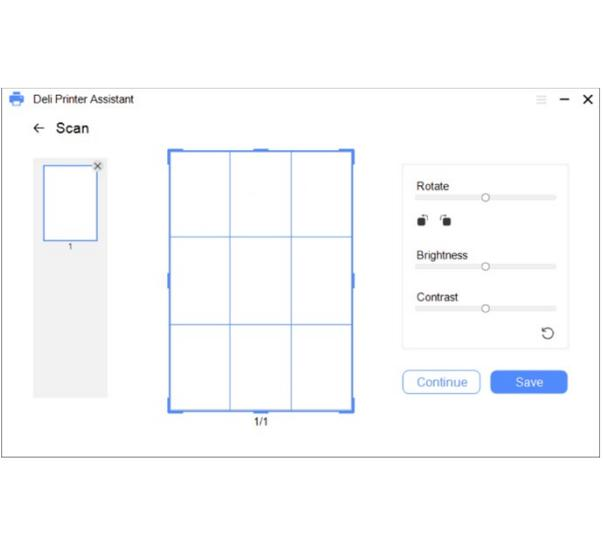 Deli Printer Assistant
Scan
1
1/1
Rotate
Brightness
Contrast
Continue
Save